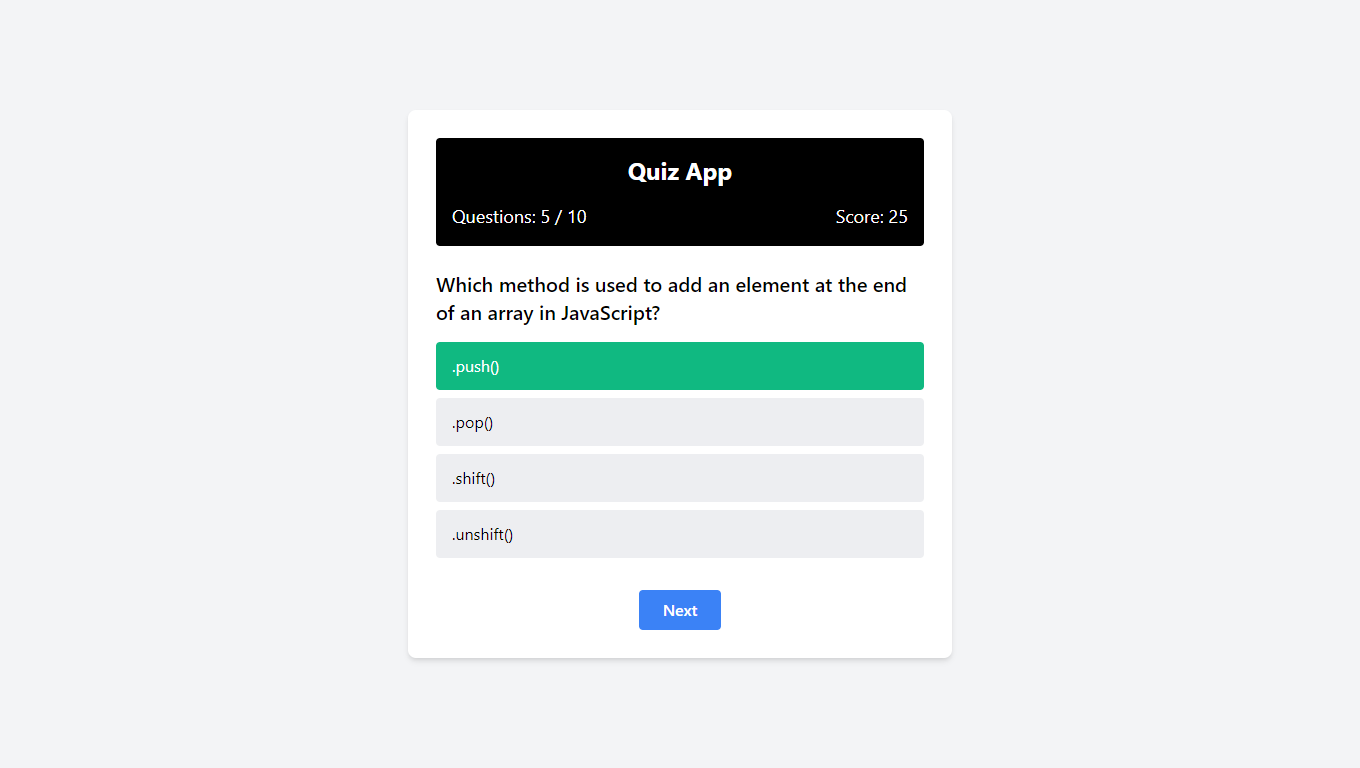 Quiz App
Questions: 5 / 10
Score: 25
Which method is used to add an element at the end
of an array in JavaScript?
.push()
.pop()
.shift()
.unshift()
Next